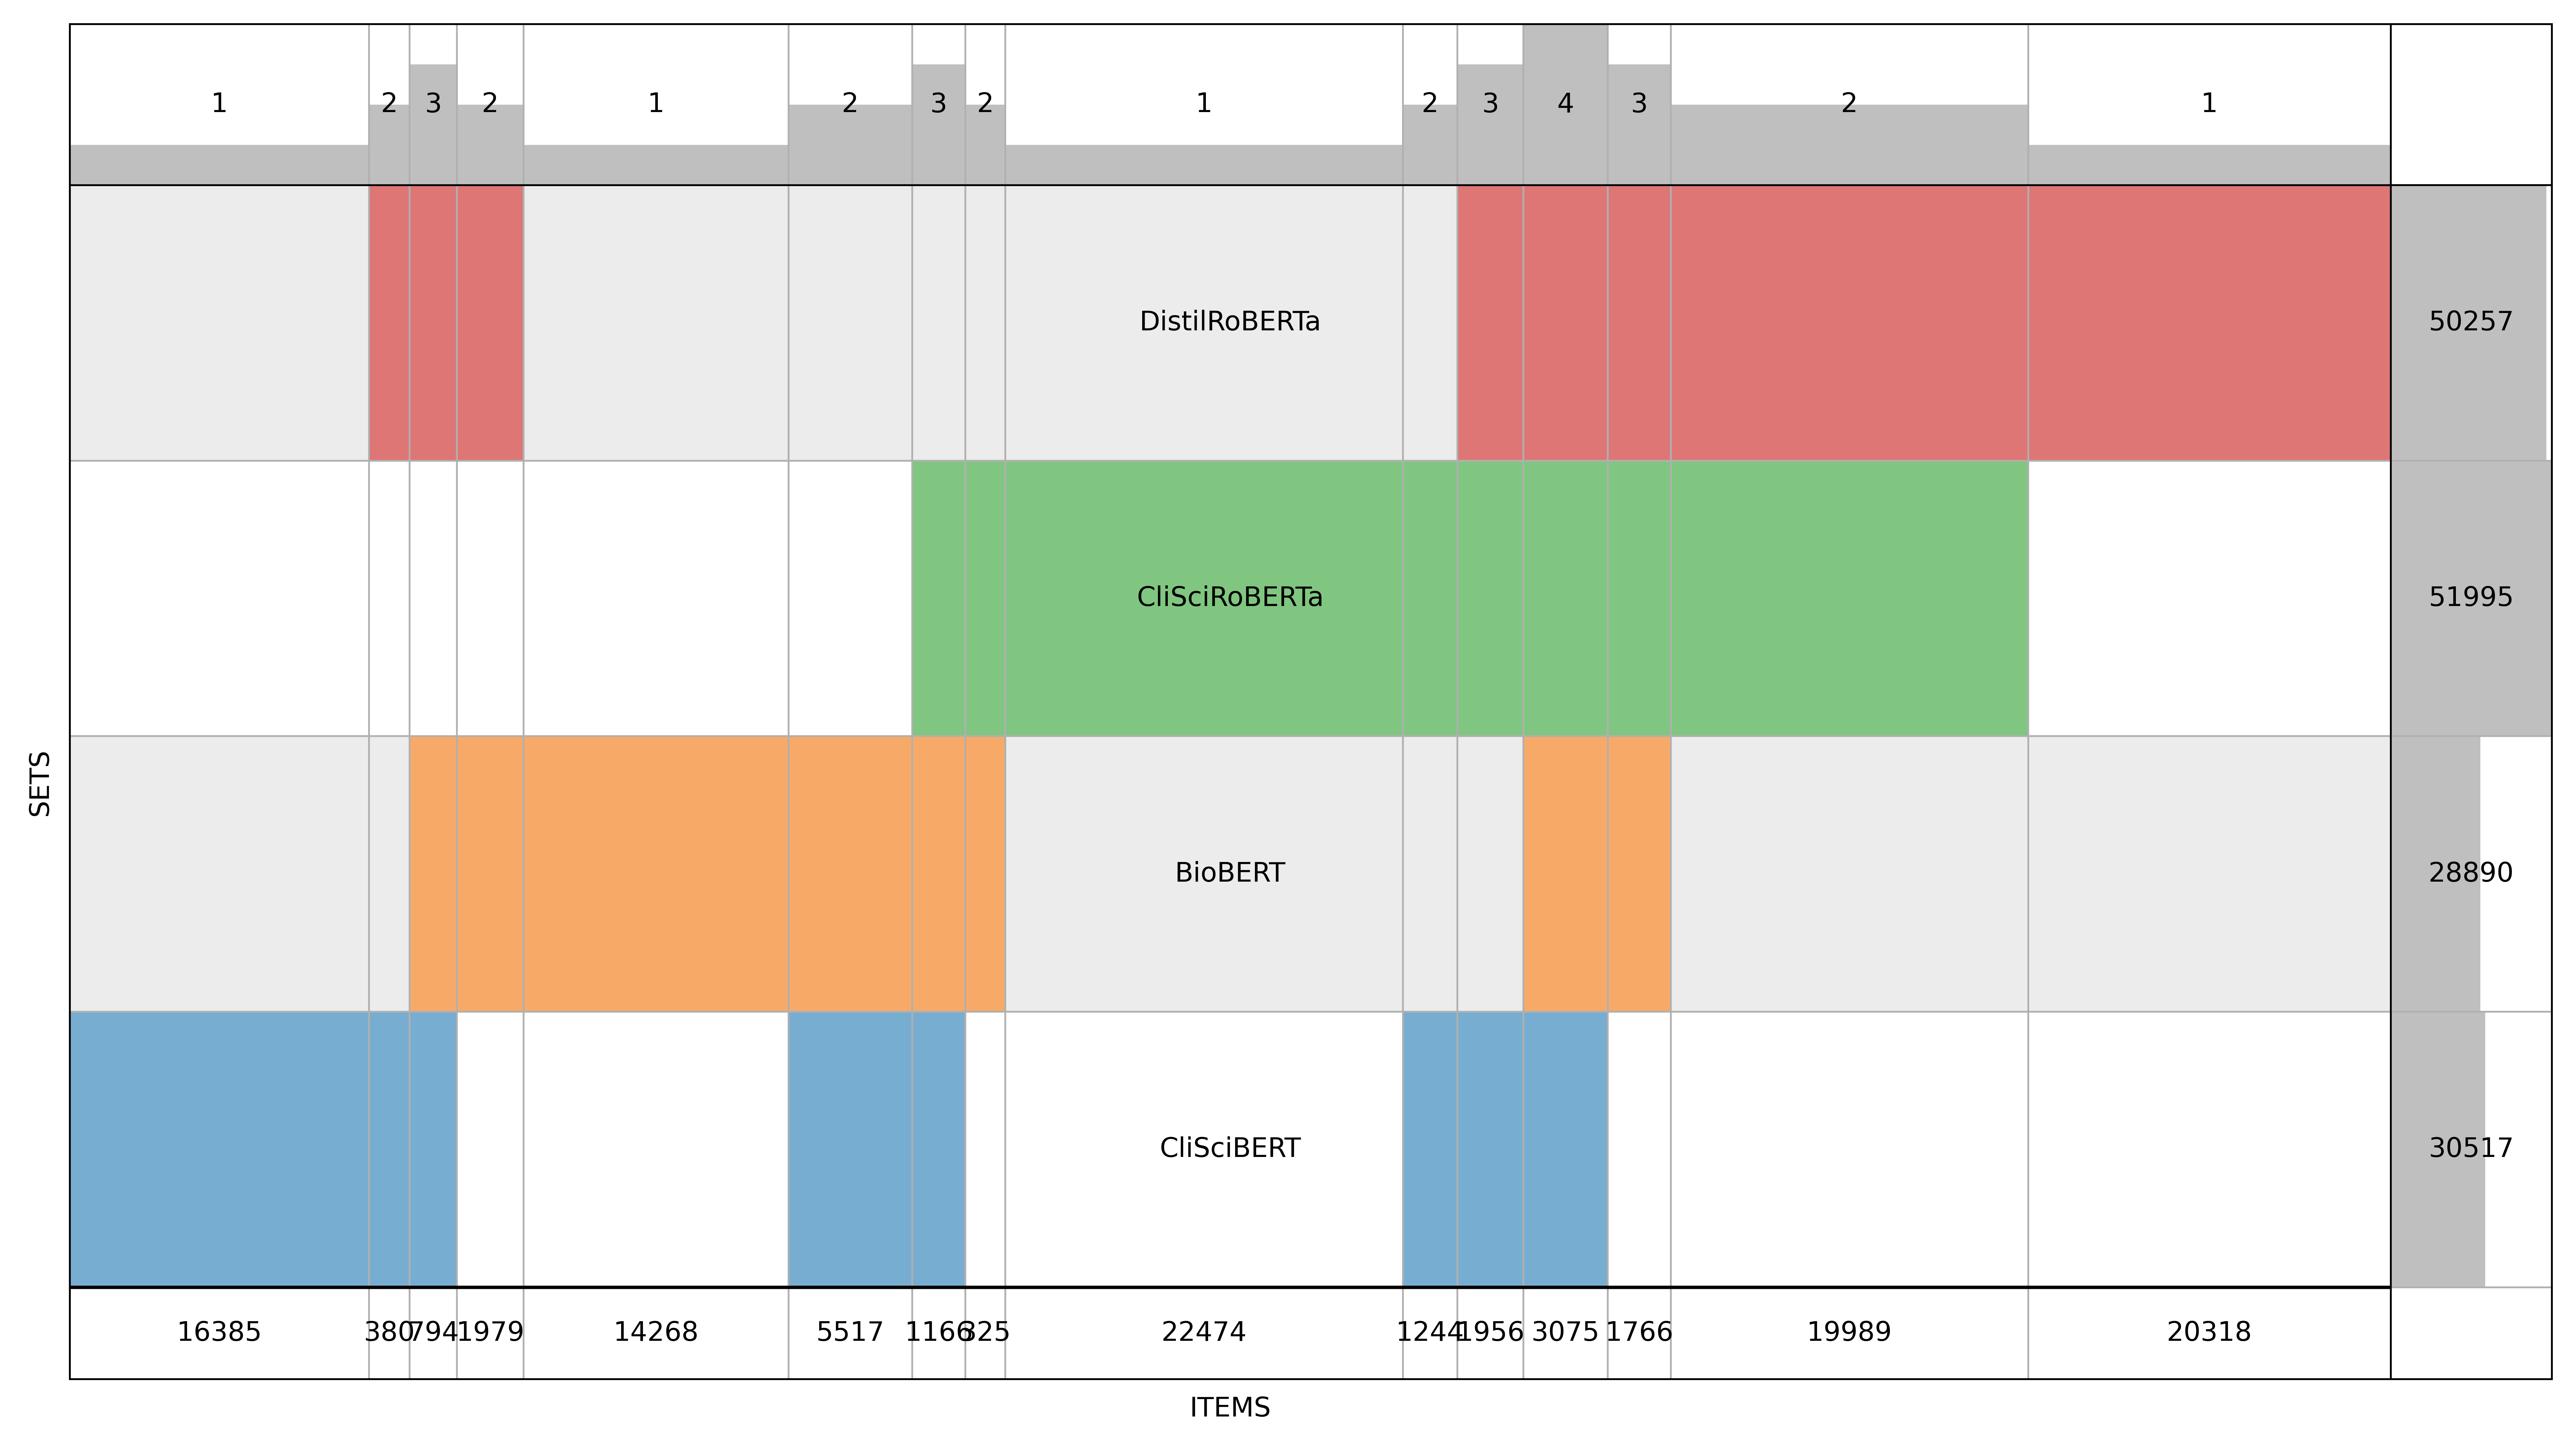 1 2 3 2 1 2 3 2 1 2 3 4 3 2 1
DistilRoBERTa 50257
CliSciRoBERTa 51995
SETS
BioBERT 28890
CliSciBERT 30517
16385 380 794 1979 14268 5517 1166 325 22474 1244 1956 3075 1766 19989 20318
ITEMS